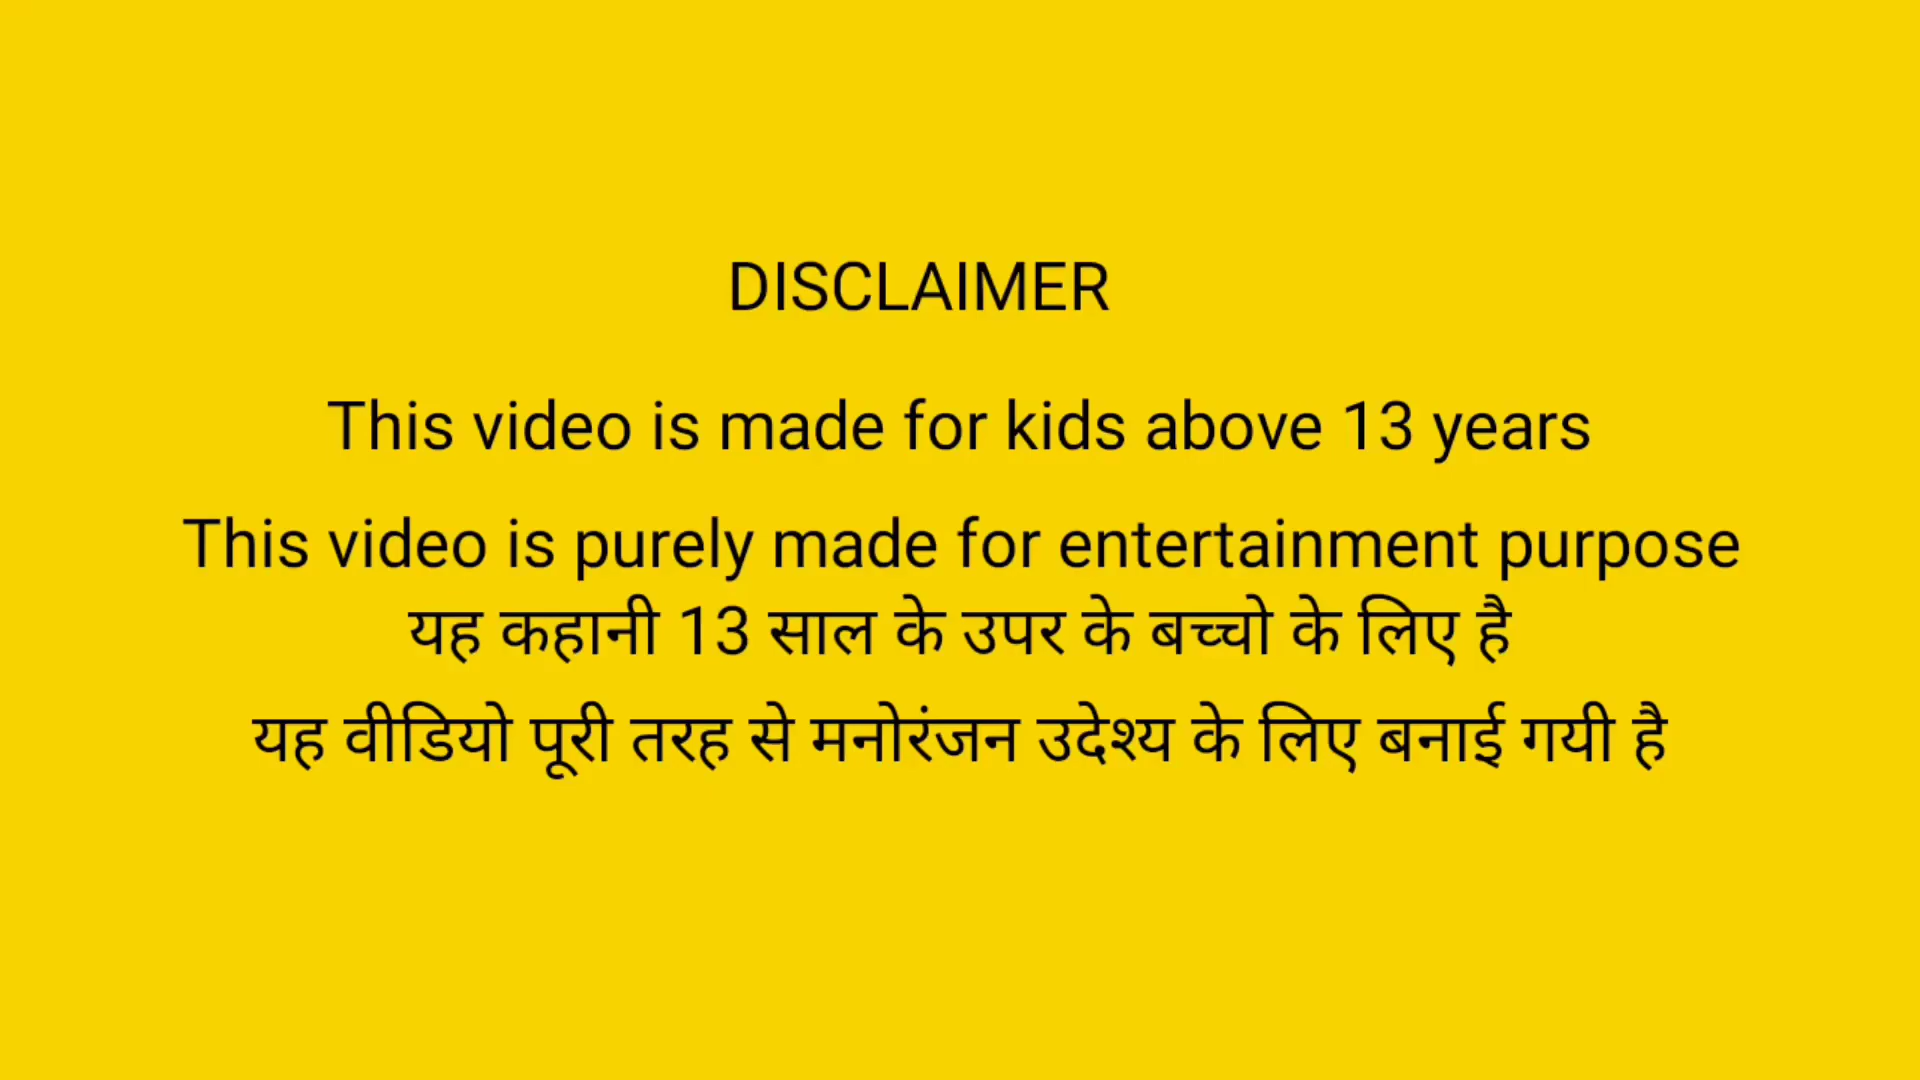 DISCLAIMER
This video is made for kids above 13 years
This video is purely made for entertainment purpose
यह कहानी 13 साल के उपर के बच्चो के लिए है
यह वीडियो पूरी तरह से मनोरंजन उदेश्य के लिए बनाई गयी है